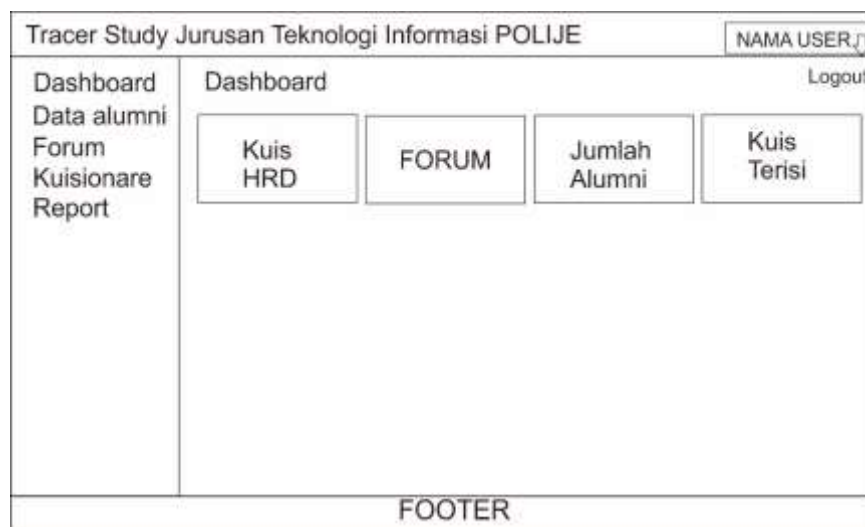 Tracer Study Jurusan Teknologi Informasi POLIJE
NAMA USER
Logout
Dashboard
Data alumni
Forum
Kuisionare
Report
Dashboard
Kuis
HRD
FORUM
Jumlah
Alumni
Kuis
Terisi
FOOTER